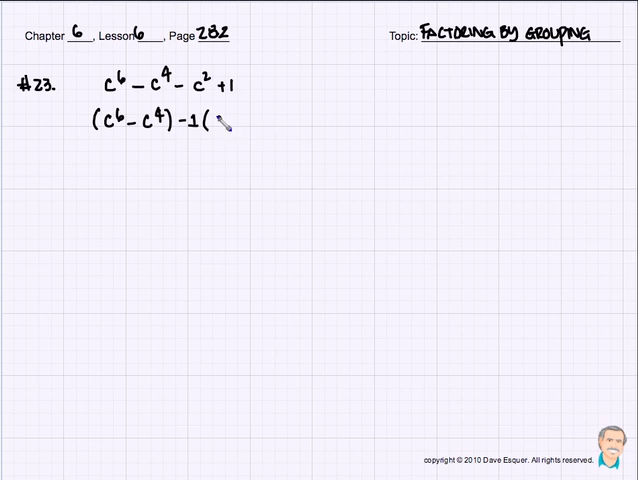 Chapter 6, Lesson 6, Page 282 Topic: FACTORING BY GROUPING
#23. c⁶ - c⁴ - c² + 1
(c⁶ - c⁴) - 1(
copyright © 2010 Dave Esquer. All rights reserved.